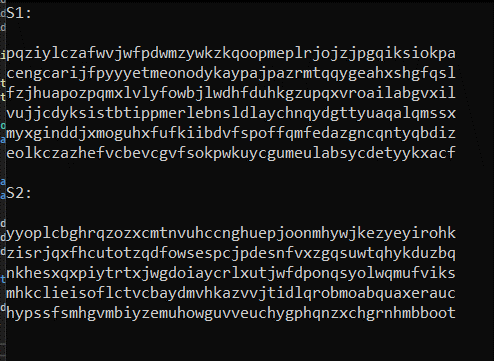 S1:
pqziylczafwvjwfpdwmzywkzkqoopmeplrjojzjpgqiksiokpa
cengcarijfpyyyetmeonodykaypajpazrmtqqygeahxshgfqsl
fzjhuapozpqmxlvlyfowbjlwdhfduhkgzupqxvroailabgvxil
vujjcdyksistbtippmerlebnsldlaychnqydgttyuaqalqmssx
myxginddjxmoguhxfufkiibdvfspoffqmfedazgncqntyqbdiz
eolkczazhefvcbevcgvfsokpwkuycgumeulabsycdetyykxacf
S2:
yyoplcbghrqzozxcmtnvuhccnghuepjoonmhywjkezyeyirohk
zisrjqxfhcutotzqdfowsespcjpdesnfvxzgqsuwtqhykduzbq
nkhesxqxpiytrtxjwgdoiaycrlxutjwfdponqsyolwqmufviks
mhkclieisoflctvcbaydmvhkazvvjtidlqrobmoabquaxerauc
hypssfsmhgvmbiyzemuhowguvveuchygphqnzxchgrnhmbboot